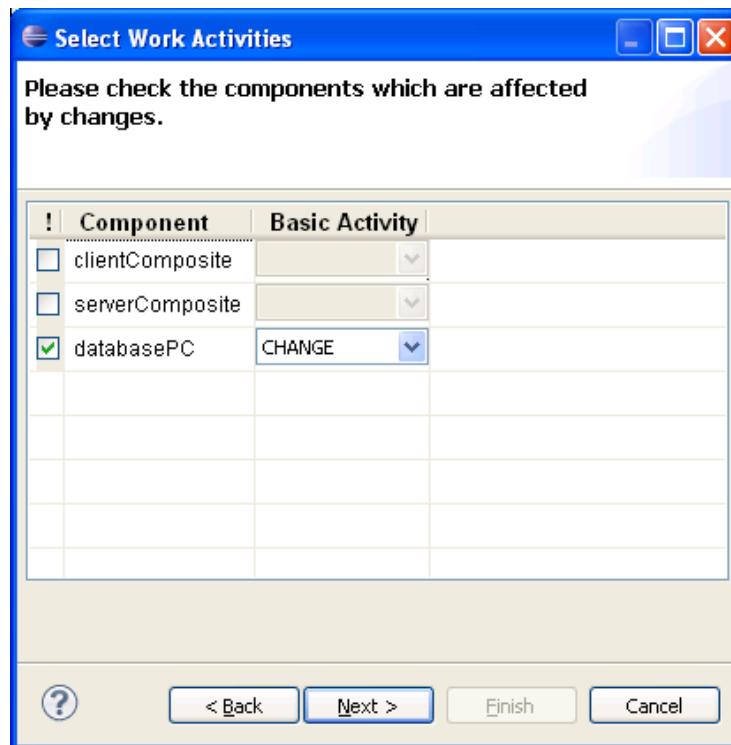 Select Work Activities
Please check the components which are affected
by changes.
! Component Basic Activity
clientComposite
serverComposite
databasePC CHANGE
? < Back Next > Finish Cancel